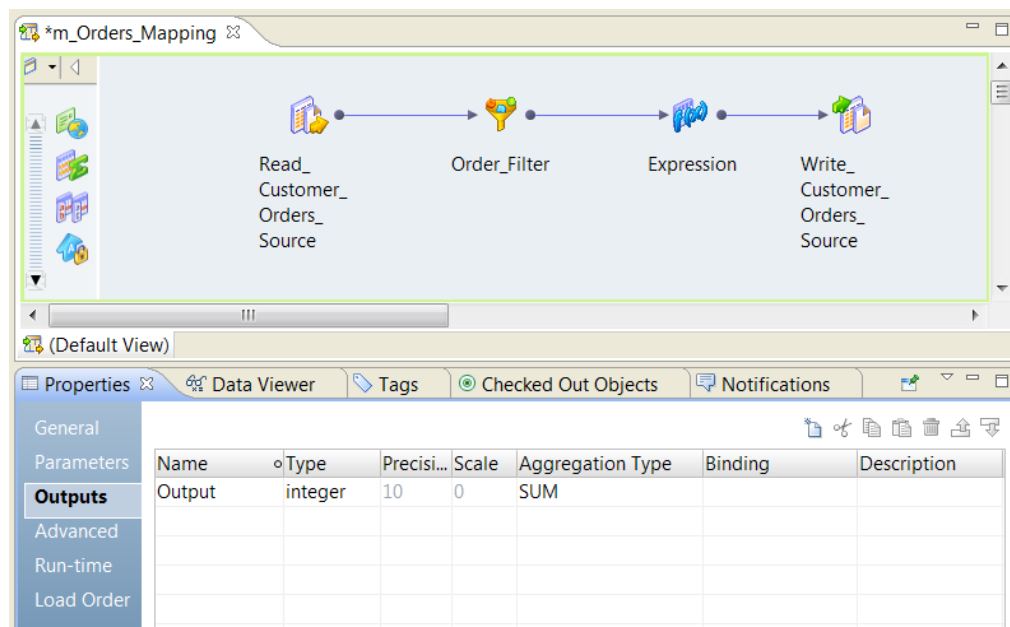 *m_Orders_Mapping
Read_
Customer_
Orders_
Source
Order_Filter
Expression
Write_
Customer_
Orders_
Source
(Default View)
Properties Data Viewer Tags Checked Out Objects Notifications
General
Parameters
Outputs
Advanced
Run-time
Load Order
Name Type Precisi... Scale Aggregation Type Binding Description
Output integer 10 0 SUM